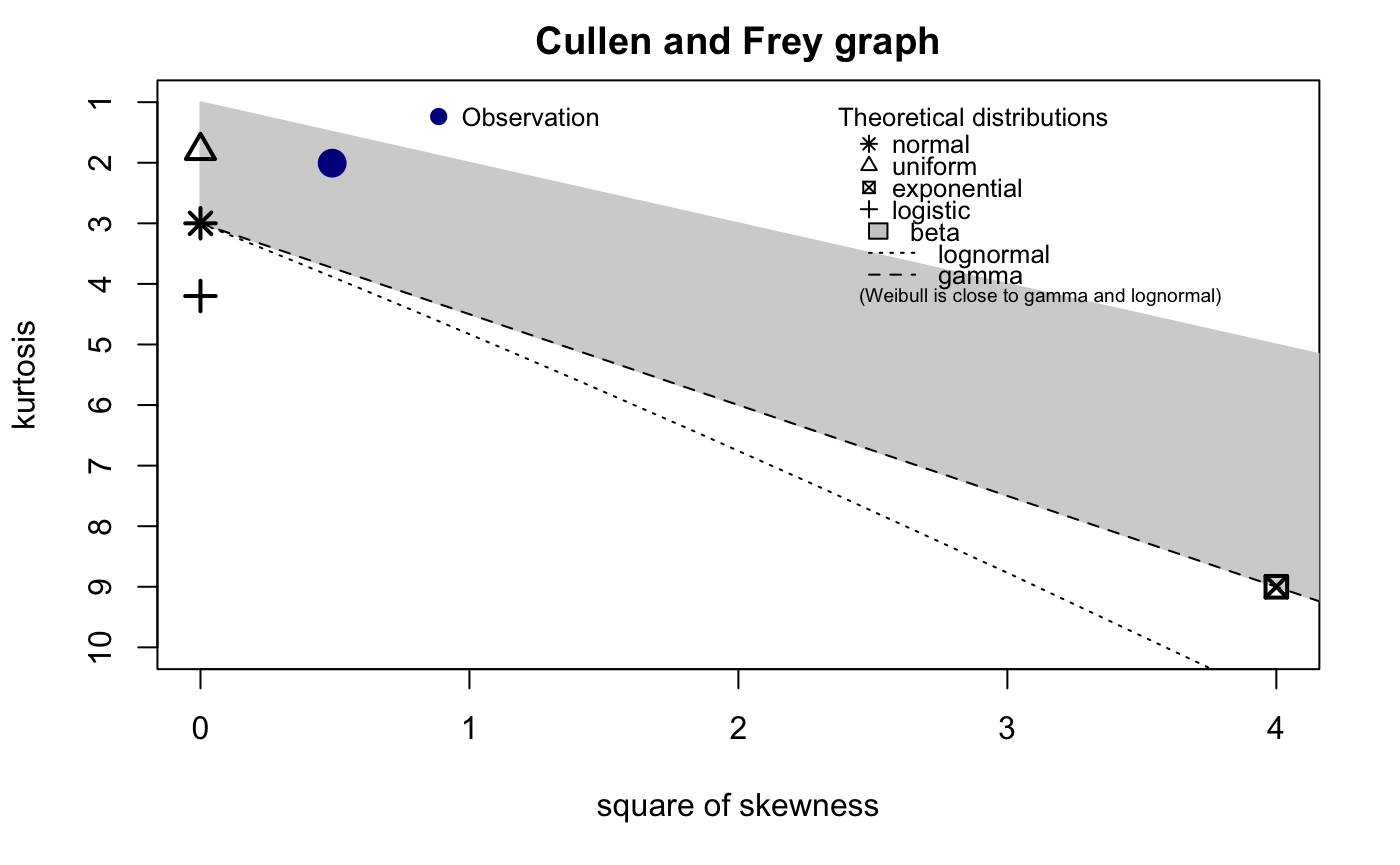 Cullen and Frey graph
Observation
Theoretical distributions
normal
uniform
exponential
logistic
beta
lognormal
gamma
(Weibull is close to gamma and lognormal)
kurtosis
1
2
3
4
5
6
7
8
9
10
0 1 2 3 4
square of skewness